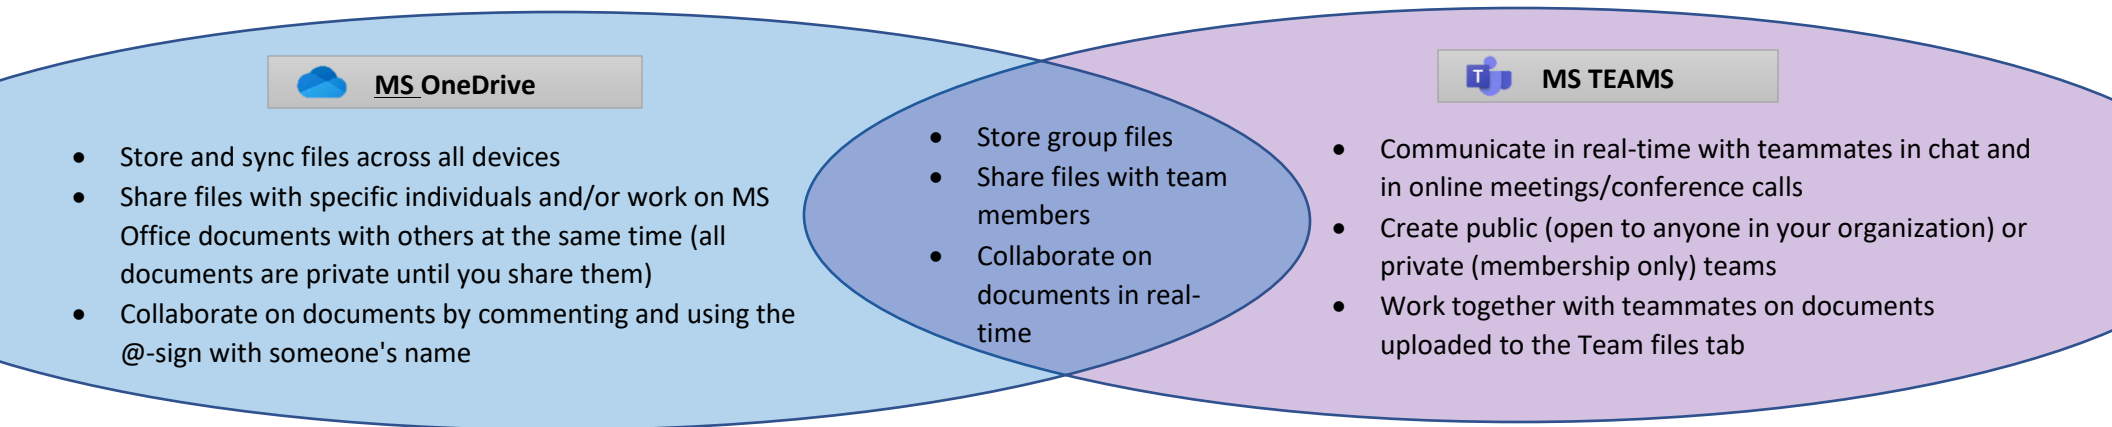 MS OneDrive
• Store and sync files across all devices
• Share files with specific individuals and/or work on MS
Office documents with others at the same time (all
documents are private until you share them)
• Collaborate on documents by commenting and using the
@-sign with someone's name
• Store group files
• Share files with team
members
• Collaborate on
documents in real-
time
T
MS TEAMS
• Communicate in real-time with teammates in chat and
in online meetings/conference calls
• Create public (open to anyone in your organization) or
private (membership only) teams
• Work together with teammates on documents
uploaded to the Team files tab